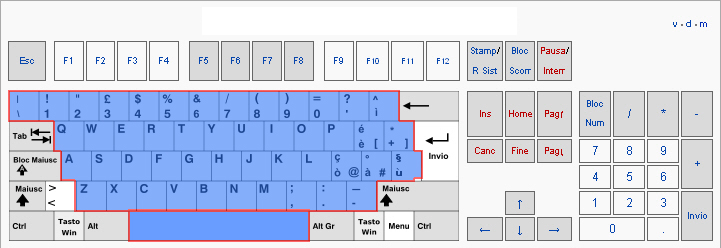 v · d · m
Esc F1 F2 F3 F4 F5 F6 F7 F8 F9 F10 F11 F12 Stamp/ Bloc Pausa/
R Sist Scorr Interr
| ! " £ $ % & / ( ) = ? ^
\ 1 2 3 4 5 6 7 8 9 0 ' ì ← Ins Home Pag↑ Bloc Num / * -
Tab Q W E R T Y U I O P é *
è [ + ] Invio Canc Fine Pag↓ 7 8 9 +
Bloc Maiusc A S D F G H J K L ç ° §
ò @ à # ù 4 5 6
Maiusc > Z X C V B N M ; : _ Maiusc ↑ 1 2 3 Invio
< , . -
Ctrl Tasto Win Alt Alt Gr Tasto Win Menu Ctrl ← ↓ → 0 .